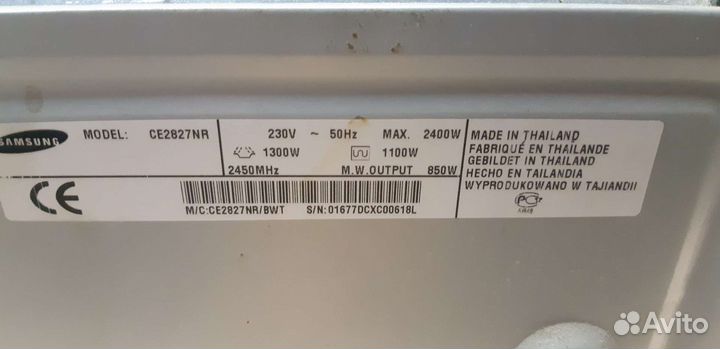 SAMSUNG
MODEL: CE2827NR
230V ~ 50Hz MAX. 2400W
1300W 1100W
2450MHz M.W.OUTPUT 850W
M/C:CE2827NR/BWT S/N:01677DCXC00618L
CE
MADE IN THAILAND
FABRIQUÉ EN THAILANDE
GEBILDET IN THAILAND
HECHO EN TAILANDIA
WYPRODUKOWANO W TAJIANDII
Avito